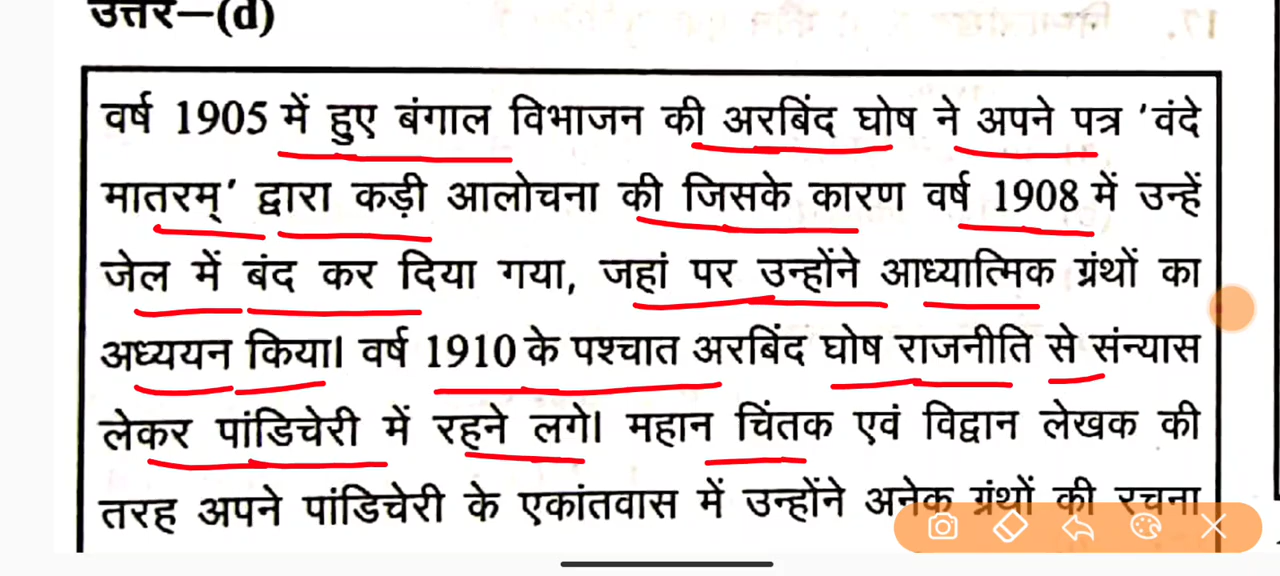 उत्तर–(d)
वर्ष 1905 में हुए बंगाल विभाजन की अरबिंद घोष ने अपने पत्र 'वंदे
मातरम्' द्वारा कड़ी आलोचना की जिसके कारण वर्ष 1908 में उन्हें
जेल में बंद कर दिया गया, जहां पर उन्होंने आध्यात्मिक ग्रंथों का
अध्ययन किया। वर्ष 1910 के पश्चात अरबिंद घोष राजनीति से संन्यास
लेकर पांडिचेरी में रहने लगे। महान चिंतक एवं विद्वान लेखक की
तरह अपने पांडिचेरी के एकांतवास में उन्होंने अनेक ग्रंथों की रचना